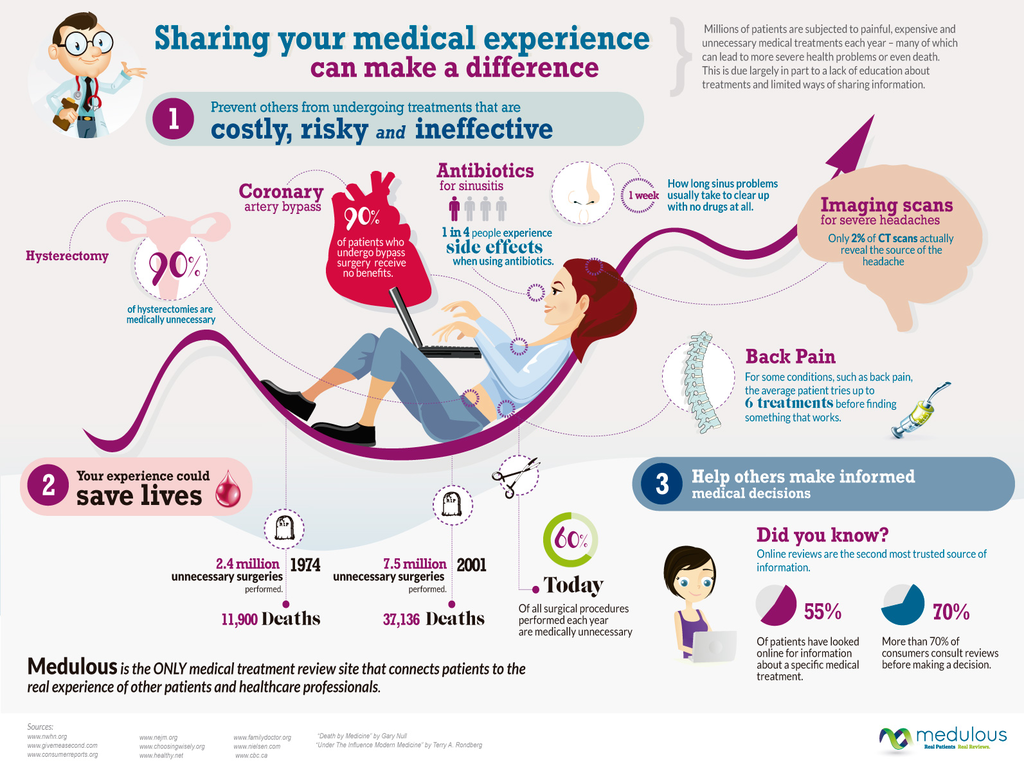 Sharing your medical experience
can make a difference
Millions of patients are subjected to painful, expensive and
unnecessary medical treatments each year – many of which
can lead to more severe health problems or even death.
This is due largely in part to a lack of education about
treatments and limited ways of sharing information.
1
Prevent others from undergoing treatments that are
costly, risky and ineffective
Hysterectomy
90%
of hysterectomies are
medically unnecessary
Coronary
artery bypass
90%
of patients who
undergo bypass
surgery receive
no benefits.
Antibiotics
for sinusitis
1 in 4 people experience
side effects
when using antibiotics.
1 week
How long sinus problems
usually take to clear up
with no drugs at all.
Imaging scans
for severe headaches
Only 2% of CT scans actually
reveal the source of the
headache
Back Pain
For some conditions, such as back pain,
the average patient tries up to
6 treatments before finding
something that works.
2
Your experience could
save lives
RIP
2.4 million
unnecessary surgeries
performed.
1974
11,900 Deaths
RIP
7.5 million
unnecessary surgeries
performed.
2001
37,136 Deaths
60%
Today
Of all surgical procedures
performed each year
are medically unnecessary
3
Help others make informed
medical decisions
Did you know?
Online reviews are the second most trusted source of
information.
55%
Of patients have looked
online for information
about a specific medical
treatment.
70%
More than 70% of
consumers consult reviews
before making a decision.
Medulous is the ONLY medical treatment review site that connects patients to the
real experience of other patients and healthcare professionals.
Sources:
www.nwhn.org
www.givemeasecond.com
www.consumerreports.org
www.nejm.org
www.choosingwisely.org
www.healthy.net
www.familydoctor.org
www.nielsen.com
www.cbc.ca
"Death by Medicine" by Gary Null
"Under The Influence Modern Medicine" by Terry A. Rondberg
medulous
Real Patients Real Reviews.